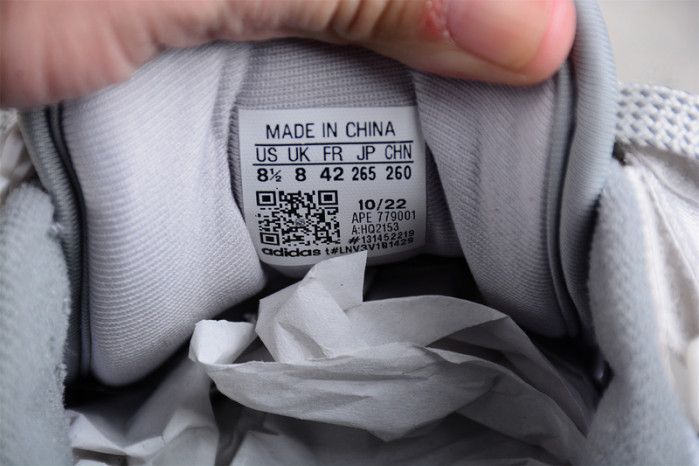 MADE IN CHINA
US UK FR JP CHN
8½ 8 42 265 260
10/22
APE 779001
A:HQ2153
#131452219
adidas t#LNV3V181429